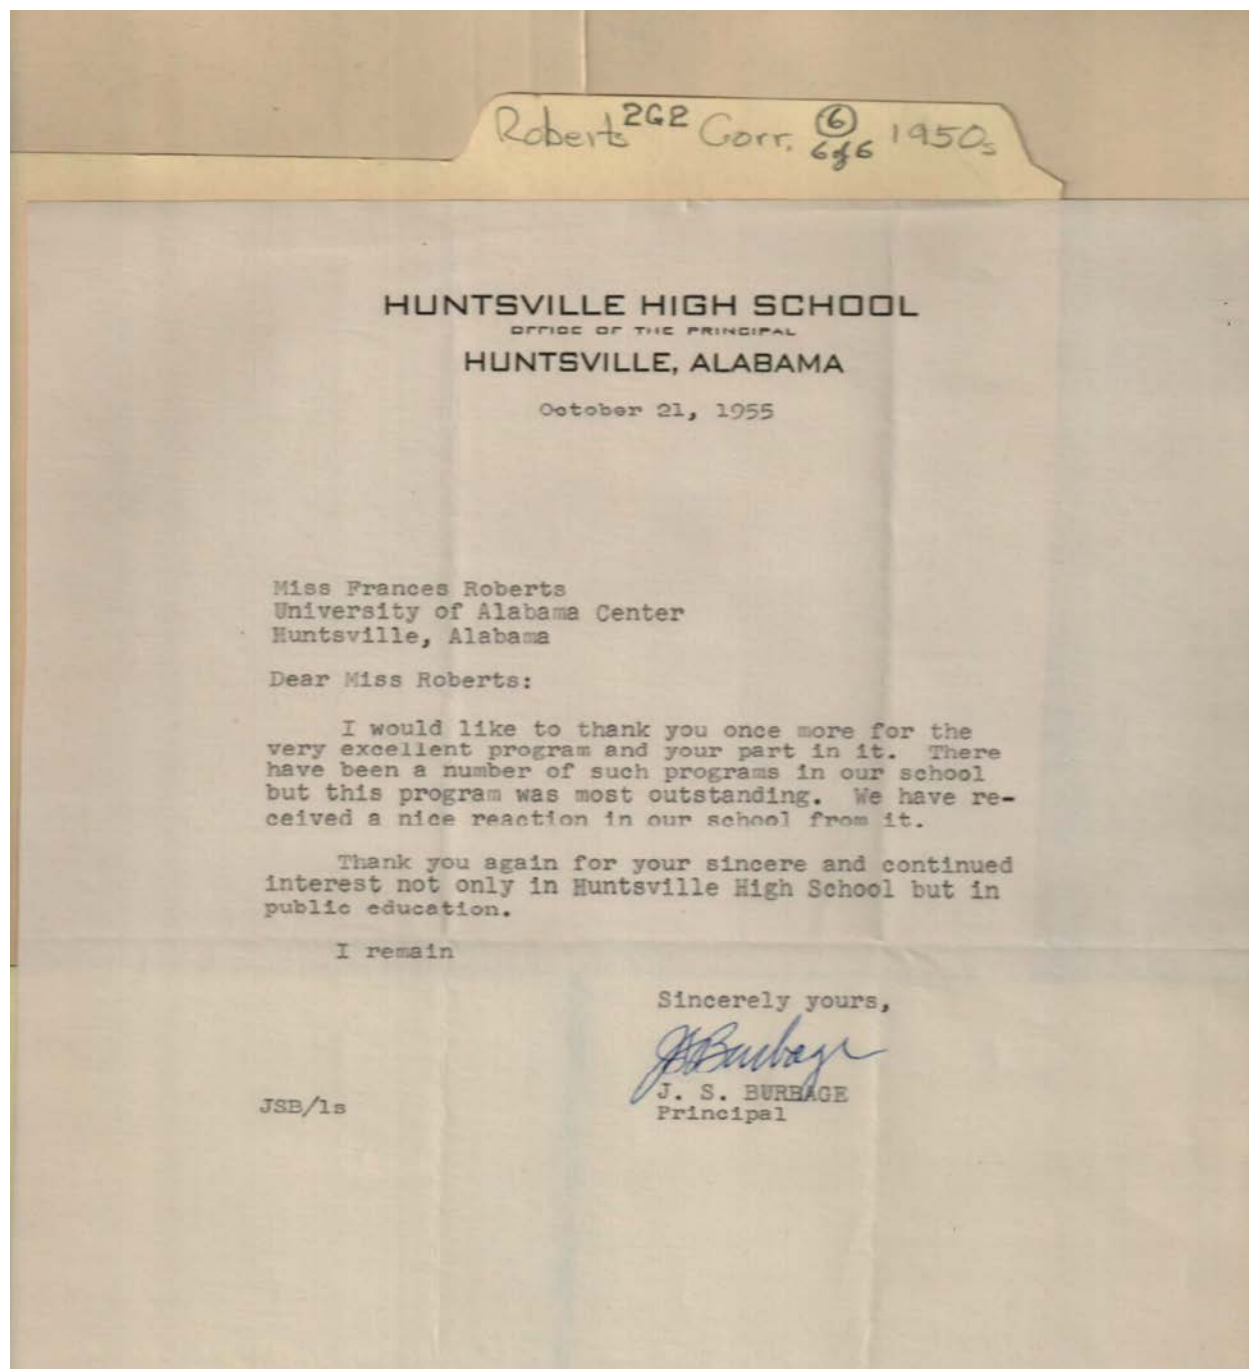 Roberts 2G2 Corr. 6 1950s
6 of 6
HUNTSVILLE HIGH SCHOOL
OFFICE OF THE PRINCIPAL
HUNTSVILLE, ALABAMA
October 21, 1955
Miss Frances Roberts
University of Alabama Center
Huntsville, Alabama
Dear Miss Roberts:
I would like to thank you once more for the
very excellent program and your part in it. There
have been a number of such programs in our school
but this program was most outstanding. We have re-
ceived a nice reaction in our school from it.
Thank you again for your sincere and continued
interest not only in Huntsville High School but in
public education.
I remain
Sincerely yours,
JSBurbage
J. S. BURBAGE
JSB/ls
Principal